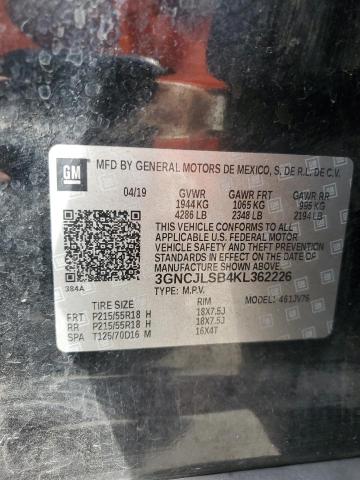 GM
MFD BY GENERAL MOTORS DE MEXICO, S. DE R.L. DE C.V.
04/19 GVWR GAWR FRT GAWR RR
1944 KG 1065 KG 995 KG
4286 LB 2348 LB 2194 LB
THIS VEHICLE CONFORMS TO ALL APPLICABLE
U.S. FEDERAL MOTOR
VEHICLE SAFETY AND THEFT PREVENTION
STANDARDS IN EFFECT ON THE DATE OF
MANUFACTURE SHOWN ABOVE.
3GNCJLSB4KL362226
384A
TYPE: M.P.V. MODEL: 461JV76
TIRE SIZE RIM
FRT P215/55R18 H 18X7.5J
RR P215/55R18 H 18X7.5J
SPA T125/70D16 M 16X4T